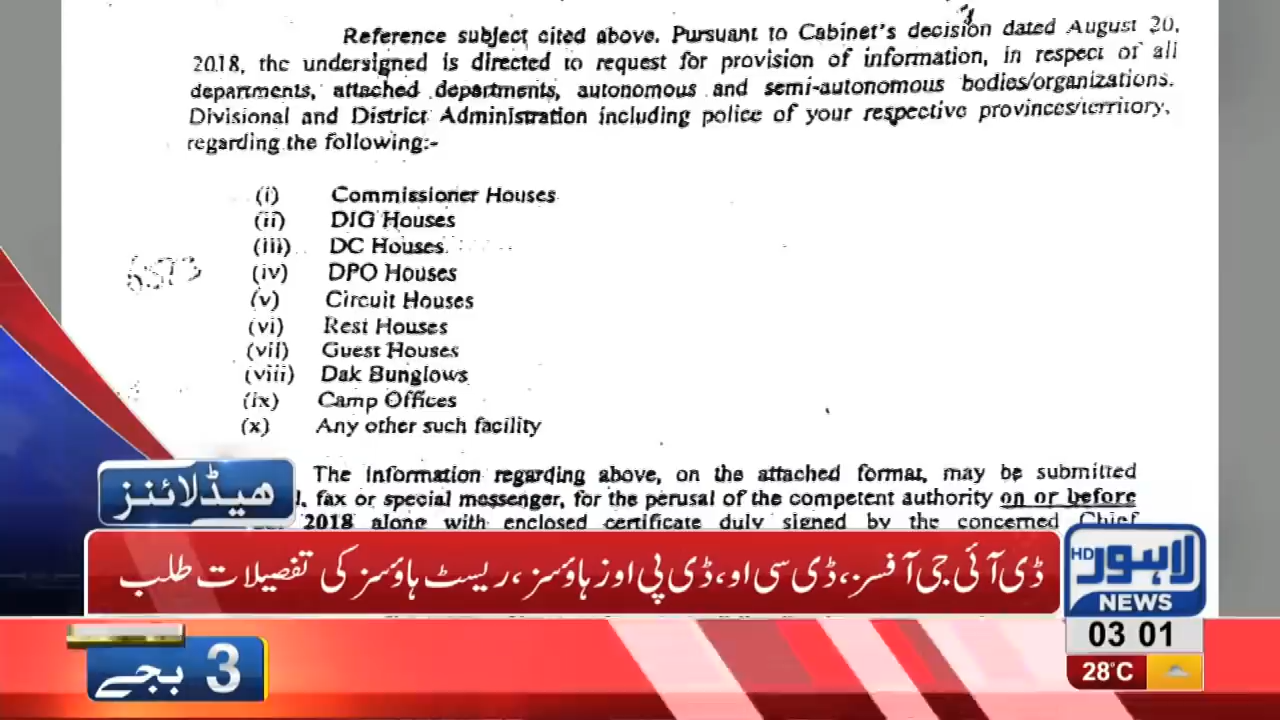 Reference subject cited above. Pursuant to Cabinet's decision dated August 20,
2018, the undersigned is directed to request for provision of information, in respect of all
departments, attached departments, autonomous and semi-autonomous bodies/organizations.
Divisional and District Administration including police of your respective provinces/territory,
regarding the following:-
(i) Commissioner Houses
(ii) DIG Houses
(iii) DC Houses
(iv) DPO Houses
(v) Circuit Houses
(vi) Rest Houses
(vii) Guest Houses
(viii) Dak Bunglows
(ix) Camp Offices
(x) Any other such facility
The information regarding above, on the attached format, may be submitted
fax or special messenger, for the perusal of the competent authority on or before
2018 along with enclosed certificate duly signed by the concerned Chief
ہیڈلائنز
ڈی آئی جی آفسز، ڈی سی او، ڈی پی اوز ہاؤسز، ریسٹ ہاؤسز کی تفصیلات طلب
لاہور HD
NEWS
03 01
28°C
3 بجے